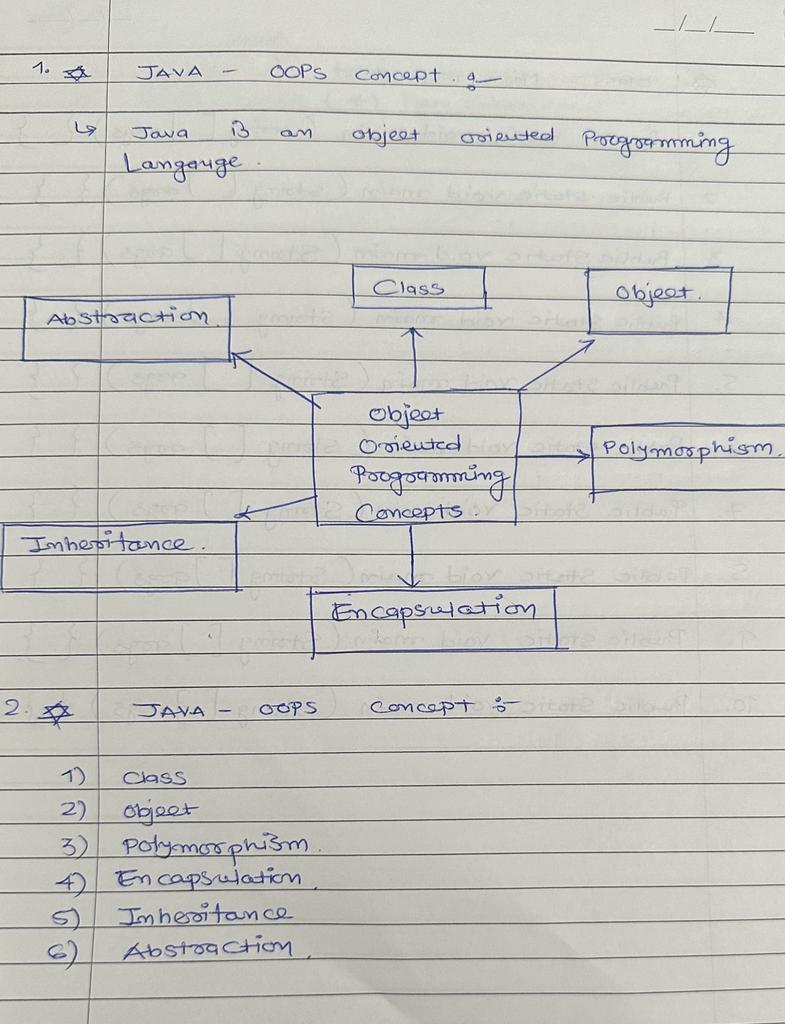 _/_/__
1. ☆ JAVA - OOPS concept :-
↳ Java is an object oriented Programming
Langauge.
Class
Object.
Abstraction.
Object
Oriented
Programming
Concepts.
Polymorphism.
Inheritance.
Encapsulation
2. ☆ JAVA - OOPS concept :-
1) Class
2) Object
3) Polymorphism.
4) Encapsulation.
5) Inheritance
6) Abstraction.